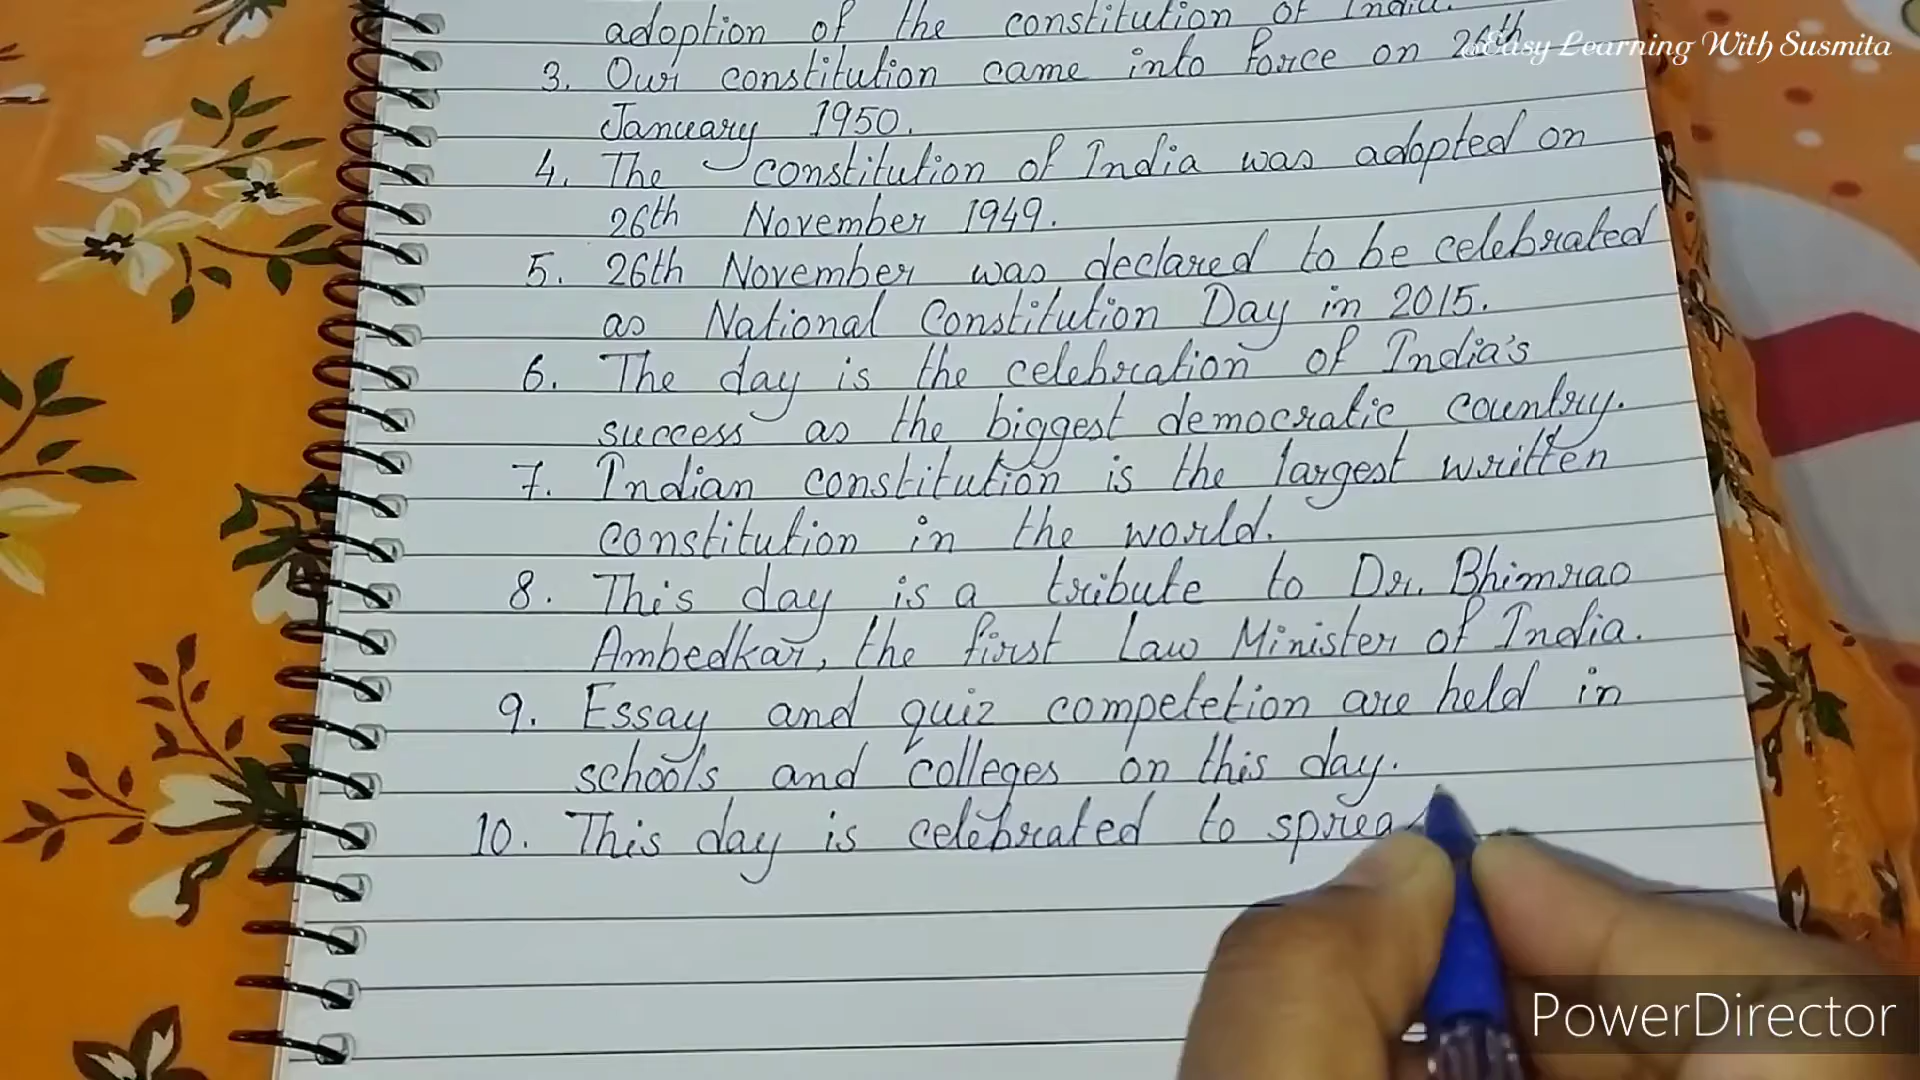 adoption of the constitution of India.
Easy Learning With Susmita
3. Our constitution came into force on 26th
January 1950.
4. The constitution of India was adopted on
26th November 1949.
5. 26th November was declared to be celebrated
as National Constitution Day in 2015.
6. The day is the celebration of India's
success as the biggest democratic country.
7. Indian constitution is the largest written
constitution in the world.
8. This day is a tribute to Dr. Bhimrao
Ambedkar, the first Law Minister of India.
9. Essay and quiz competetion are held in
schools and colleges on this day.
10. This day is celebrated to sprea
PowerDirector